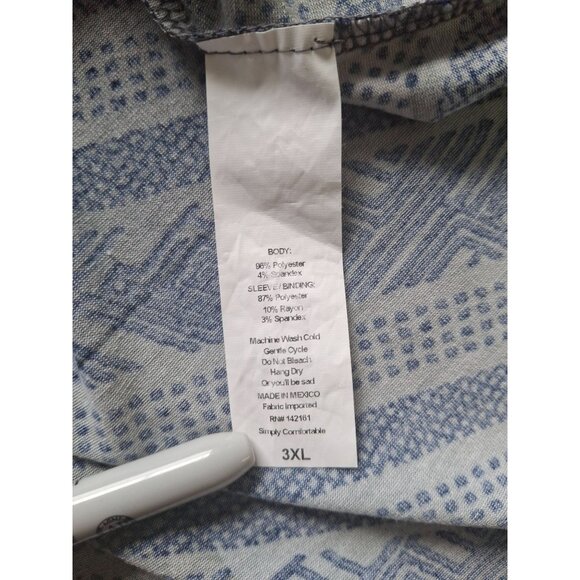 BODY:
96% Polyester
4% Spandex
SLEEVE/BINDING:
87% Polyester
10% Rayon
3% Spandex
Machine Wash Cold
Gentle Cycle
Do Not Bleach
Hang Dry
Or you'll be sad
MADE IN MEXICO
Fabric Imported
RN# 142161
Simply Comfortable
3XL